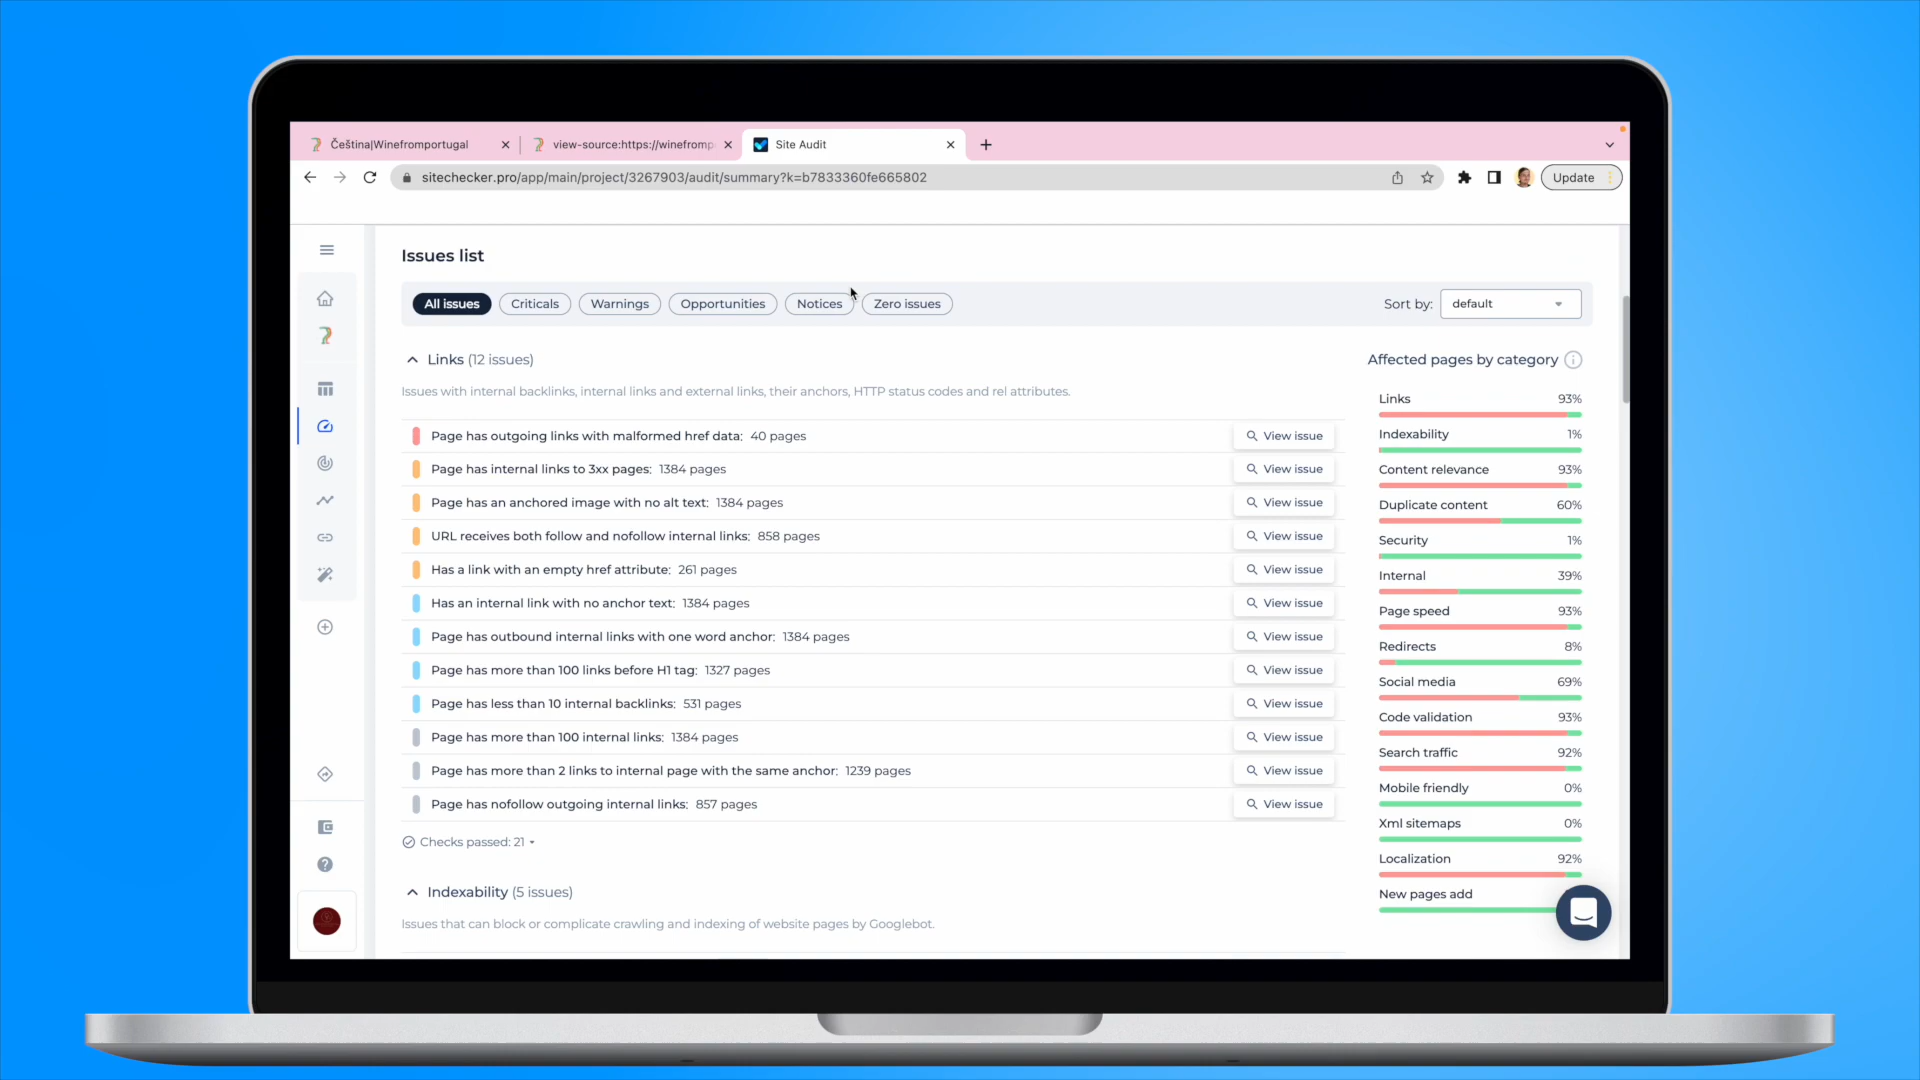 Čeština|Winefromportugal
view-source:https://winefromp
Site Audit
sitechecker.pro/app/main/project/3267903/audit/summary?k=b7833360fe665802
Update
Issues list
All issues
Criticals
Warnings
Opportunities
Notices
Zero issues
Sort by:
default
Links (12 issues)
Issues with internal backlinks, internal links and external links, their anchors, HTTP status codes and rel attributes.
Page has outgoing links with malformed href data: 40 pages
View issue
Page has internal links to 3xx pages: 1384 pages
View issue
Page has an anchored image with no alt text: 1384 pages
View issue
URL receives both follow and nofollow internal links: 858 pages
View issue
Has a link with an empty href attribute: 261 pages
View issue
Has an internal link with no anchor text: 1384 pages
View issue
Page has outbound internal links with one word anchor: 1384 pages
View issue
Page has more than 100 links before H1 tag: 1327 pages
View issue
Page has less than 10 internal backlinks: 531 pages
View issue
Page has more than 100 internal links: 1384 pages
View issue
Page has more than 2 links to internal page with the same anchor: 1239 pages
View issue
Page has nofollow outgoing internal links: 857 pages
View issue
Checks passed: 21
Indexability (5 issues)
Issues that can block or complicate crawling and indexing of website pages by Googlebot.
Affected pages by category
Links 93%
Indexability 1%
Content relevance 93%
Duplicate content 60%
Security 1%
Internal 39%
Page speed 93%
Redirects 8%
Social media 69%
Code validation 93%
Search traffic 92%
Mobile friendly 0%
Xml sitemaps 0%
Localization 92%
New pages add